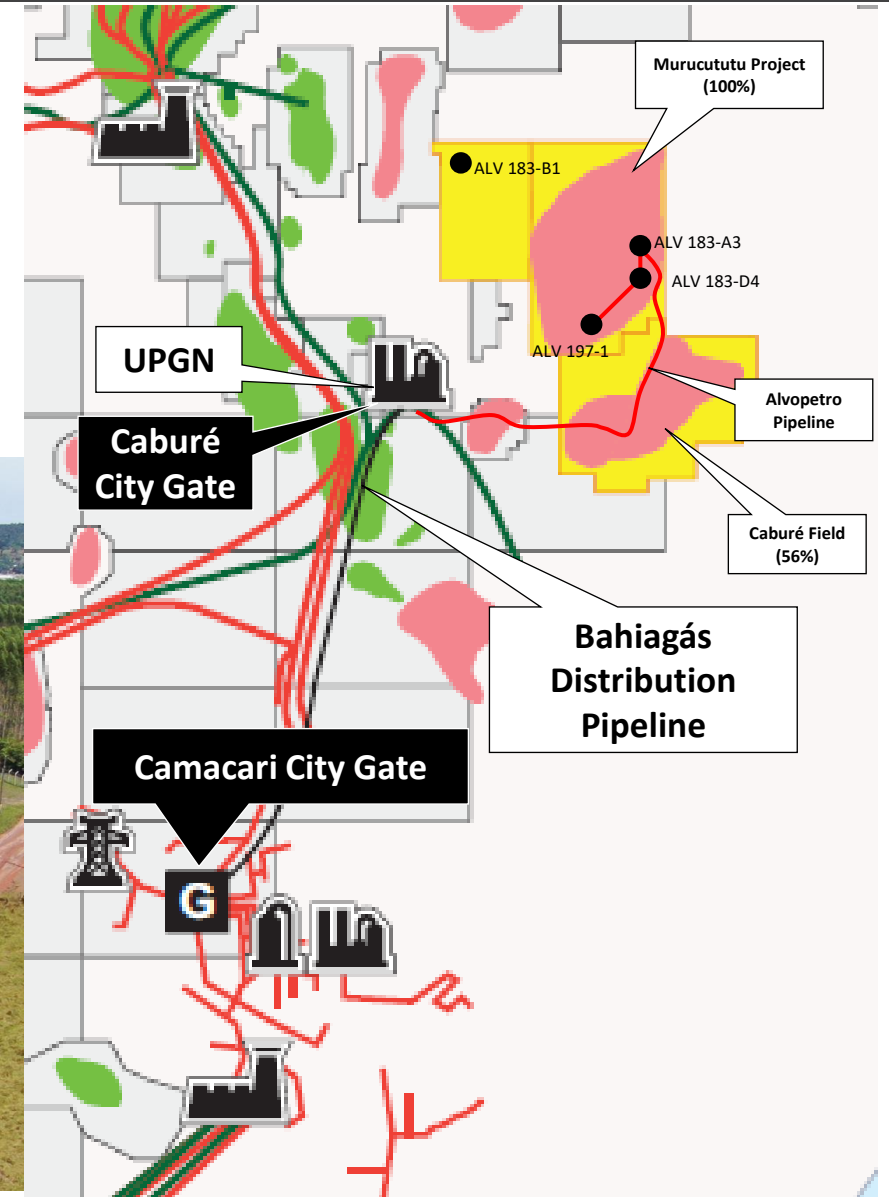 Murucututu Project
(100%)
ALV 183-B1
ALV 183-A3
ALV 183-D4
ALV 197-1
UPGN
Caburé
City Gate
Alvopetro
Pipeline
Caburé Field
(56%)
Bahiagás
Distribution
Pipeline
Camacari City Gate
G